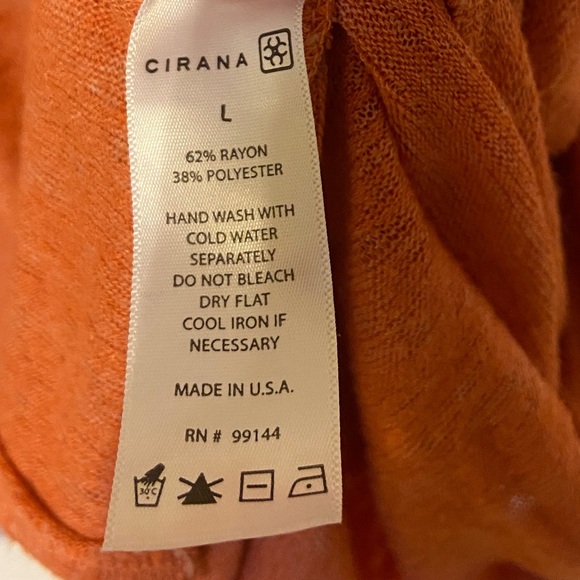 CIRANA
L
62% RAYON
38% POLYESTER
HAND WASH WITH
COLD WATER
SEPARATELY
DO NOT BLEACH
DRY FLAT
COOL IRON IF
NECESSARY
MADE IN U.S.A.
RN # 99144
30°C